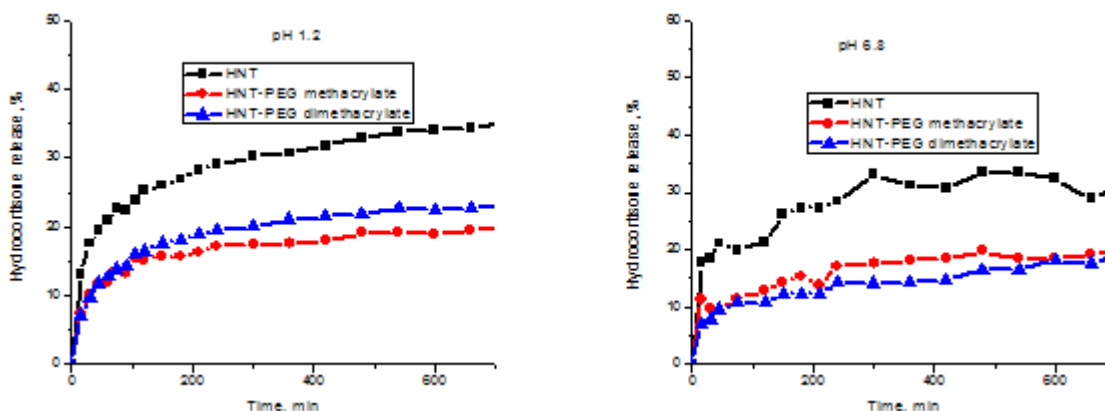 50
40
30
20
10
0
Hydrocortisone release, %
pH 1.2
HNT
HNT-PEG methacrylate
HNT-PEG dimethacrylate
0 200 400 600
Time, min
60
50
40
30
20
10
0
Hydrocortisone release, %
pH 6.8
HNT
HNT-PEG methacrylate
HNT-PEG dimethacrylate
0 200 400 600
Time, min